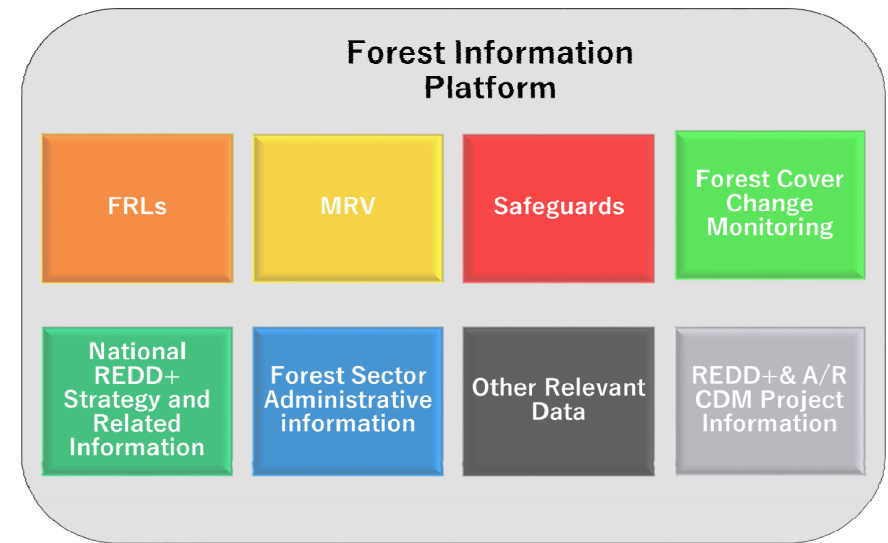 Forest Information
Platform
FRLs
MRV
Safeguards
Forest Cover
Change
Monitoring
National
REDD+
Strategy and
Related
Information
Forest Sector
Administrative
information
Other Relevant
Data
REDD+& A/R
CDM Project
Information